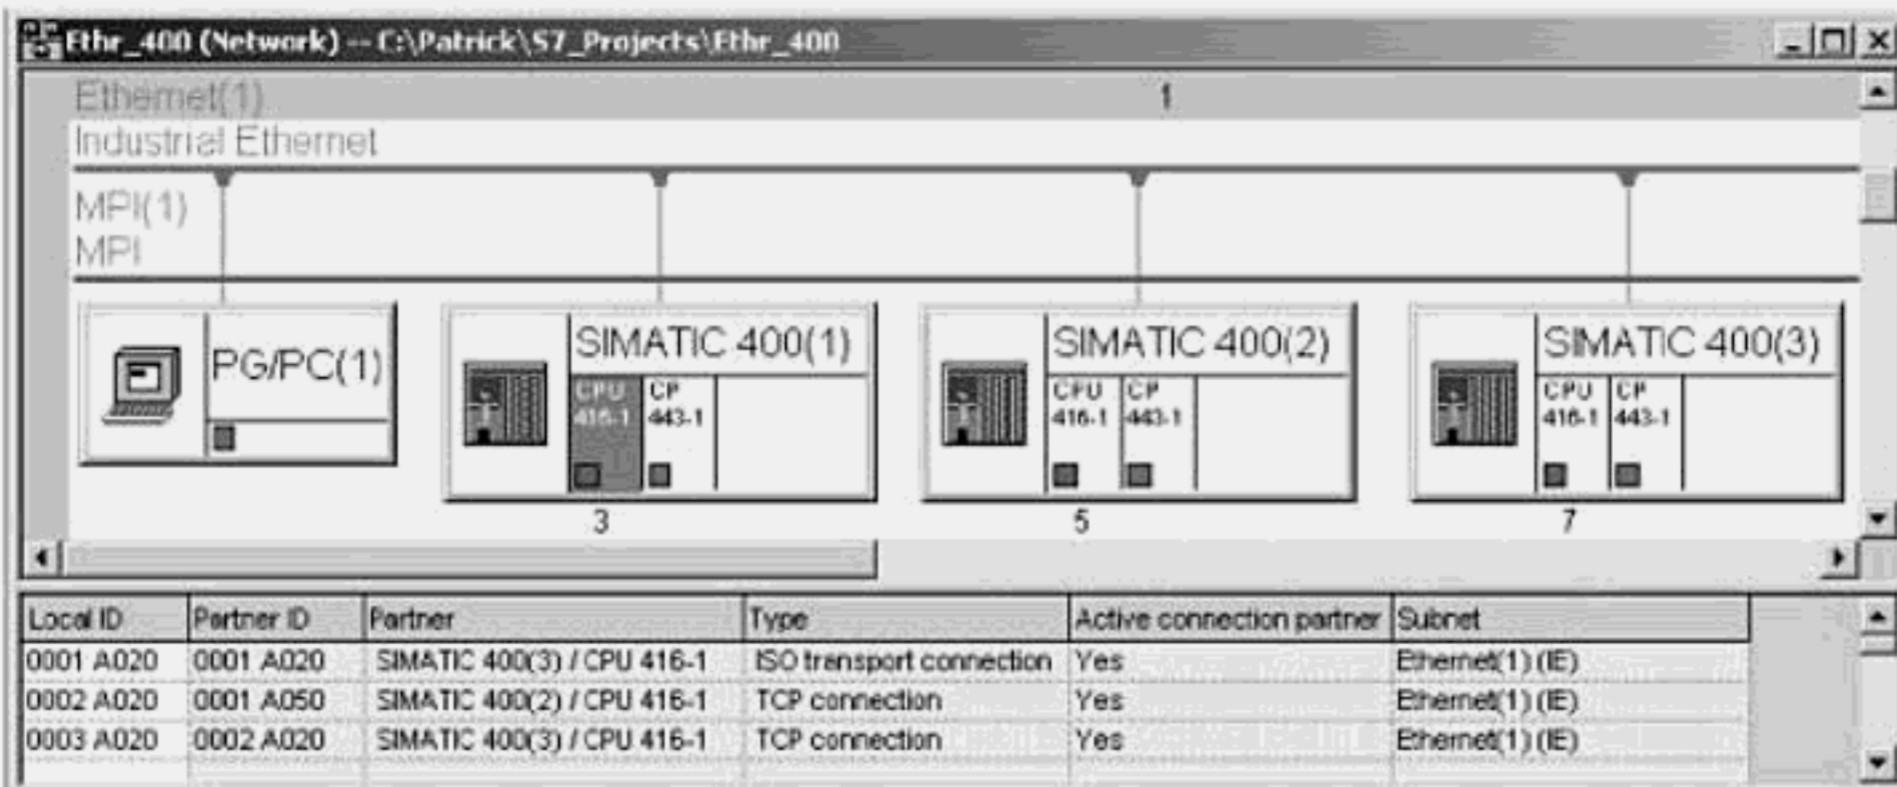 Ethr_400 (Network) -- C:\Patrick\S7_Projects\Ethr_400
Ethernet(1) 1
Industrial Ethernet
MPI(1)
MPI
PG/PC(1)
SIMATIC 400(1)
CPU 416-1
CP 443-1
3
SIMATIC 400(2)
CPU 416-1
CP 443-1
5
SIMATIC 400(3)
CPU 416-1
CP 443-1
7
Local ID Partner ID Partner Type Active connection partner Subnet
0001 A020 0001 A020 SIMATIC 400(3) / CPU 416-1 ISO transport connection Yes Ethernet(1) (IE)
0002 A020 0001 A050 SIMATIC 400(2) / CPU 416-1 TCP connection Yes Ethernet(1) (IE)
0003 A020 0002 A020 SIMATIC 400(3) / CPU 416-1 TCP connection Yes Ethernet(1) (IE)